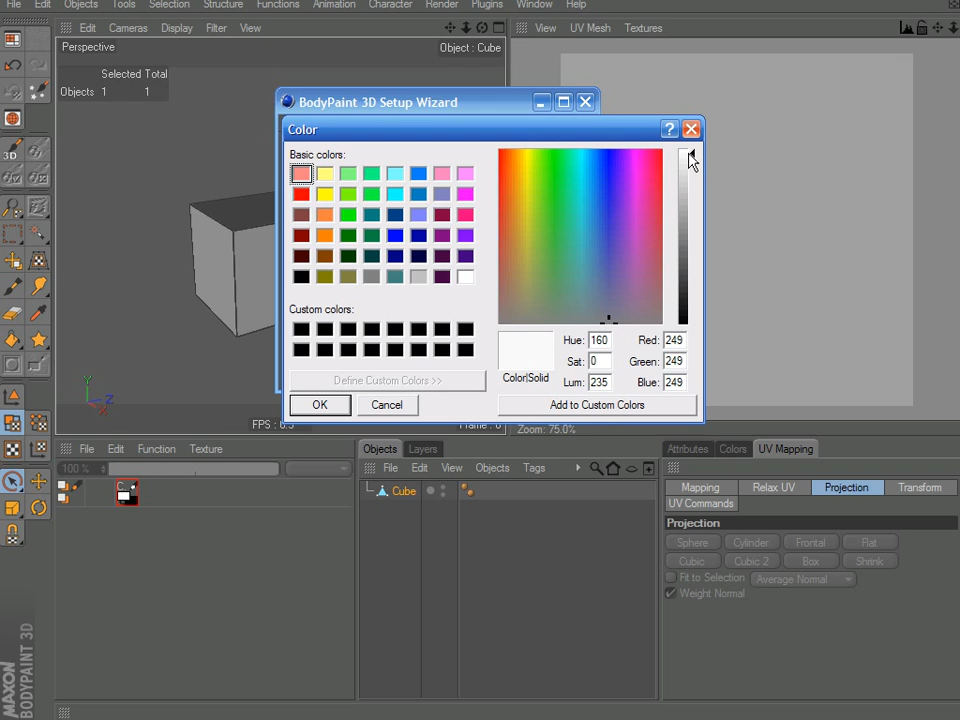 File Edit Objects Tools Selection Structure Functions Animation Character Render Plugins Window Help
Edit Cameras Display Filter View
View UV Mesh Textures
Perspective
Object : Cube
Selected Total
Objects 1 1
BodyPaint 3D Setup Wizard
Color
Basic colors:
Custom colors:
Define Custom Colors >>
OK Cancel
Color|Solid
Hue: 160 Red: 249
Sat: 0 Green: 249
Lum: 235 Blue: 249
Add to Custom Colors
Zoom: 75.0%
File Edit Function Texture
100 %
C..
Objects Layers
File Edit View Objects Tags
Cube
Attributes Colors UV Mapping
Mapping Relax UV Projection Transform
UV Commands
Projection
Sphere Cylinder Frontal Flat
Cubic Cubic 2 Box Shrink
Fit to Selection Average Normal
Weight Normal
3D
MAXON
BODYPAINT 3D